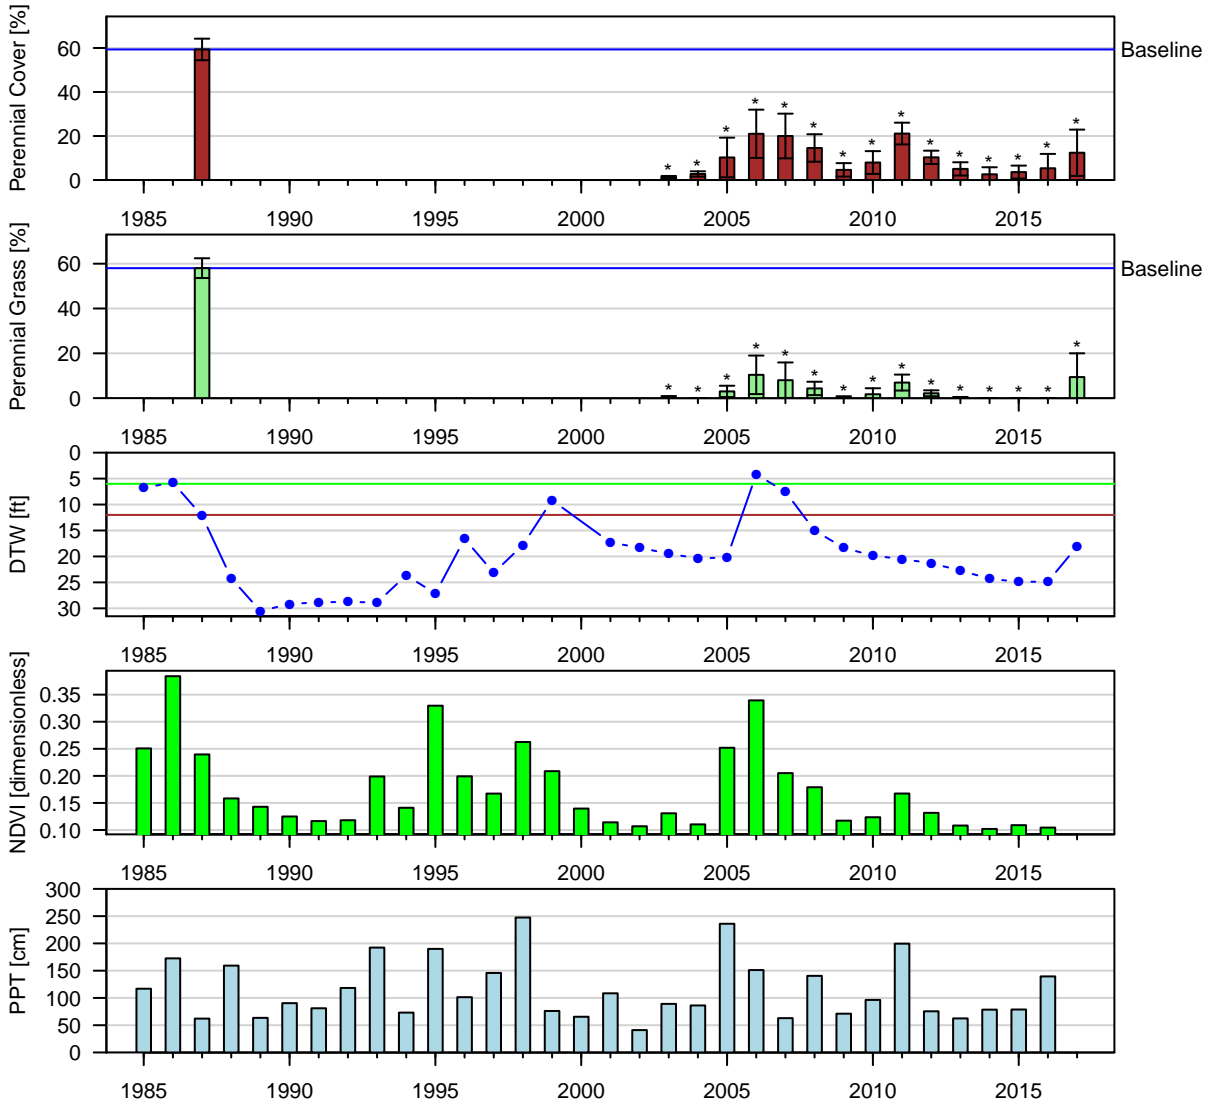 Perennial Cover [%]
60
40
20
0
Baseline
* * * * * * * * * * * * * * *
1985 1990 1995 2000 2005 2010 2015
Perennial Grass [%]
60
40
20
0
Baseline
* * * * * * * * * * * * * * *
1985 1990 1995 2000 2005 2010 2015
DTW [ft]
0
5
10
15
20
25
30
1985 1990 1995 2000 2005 2010 2015
NDVI [dimensionless]
0.35
0.30
0.25
0.20
0.15
0.10
1985 1990 1995 2000 2005 2010 2015
PPT [cm]
300
250
200
150
100
50
0
1985 1990 1995 2000 2005 2010 2015